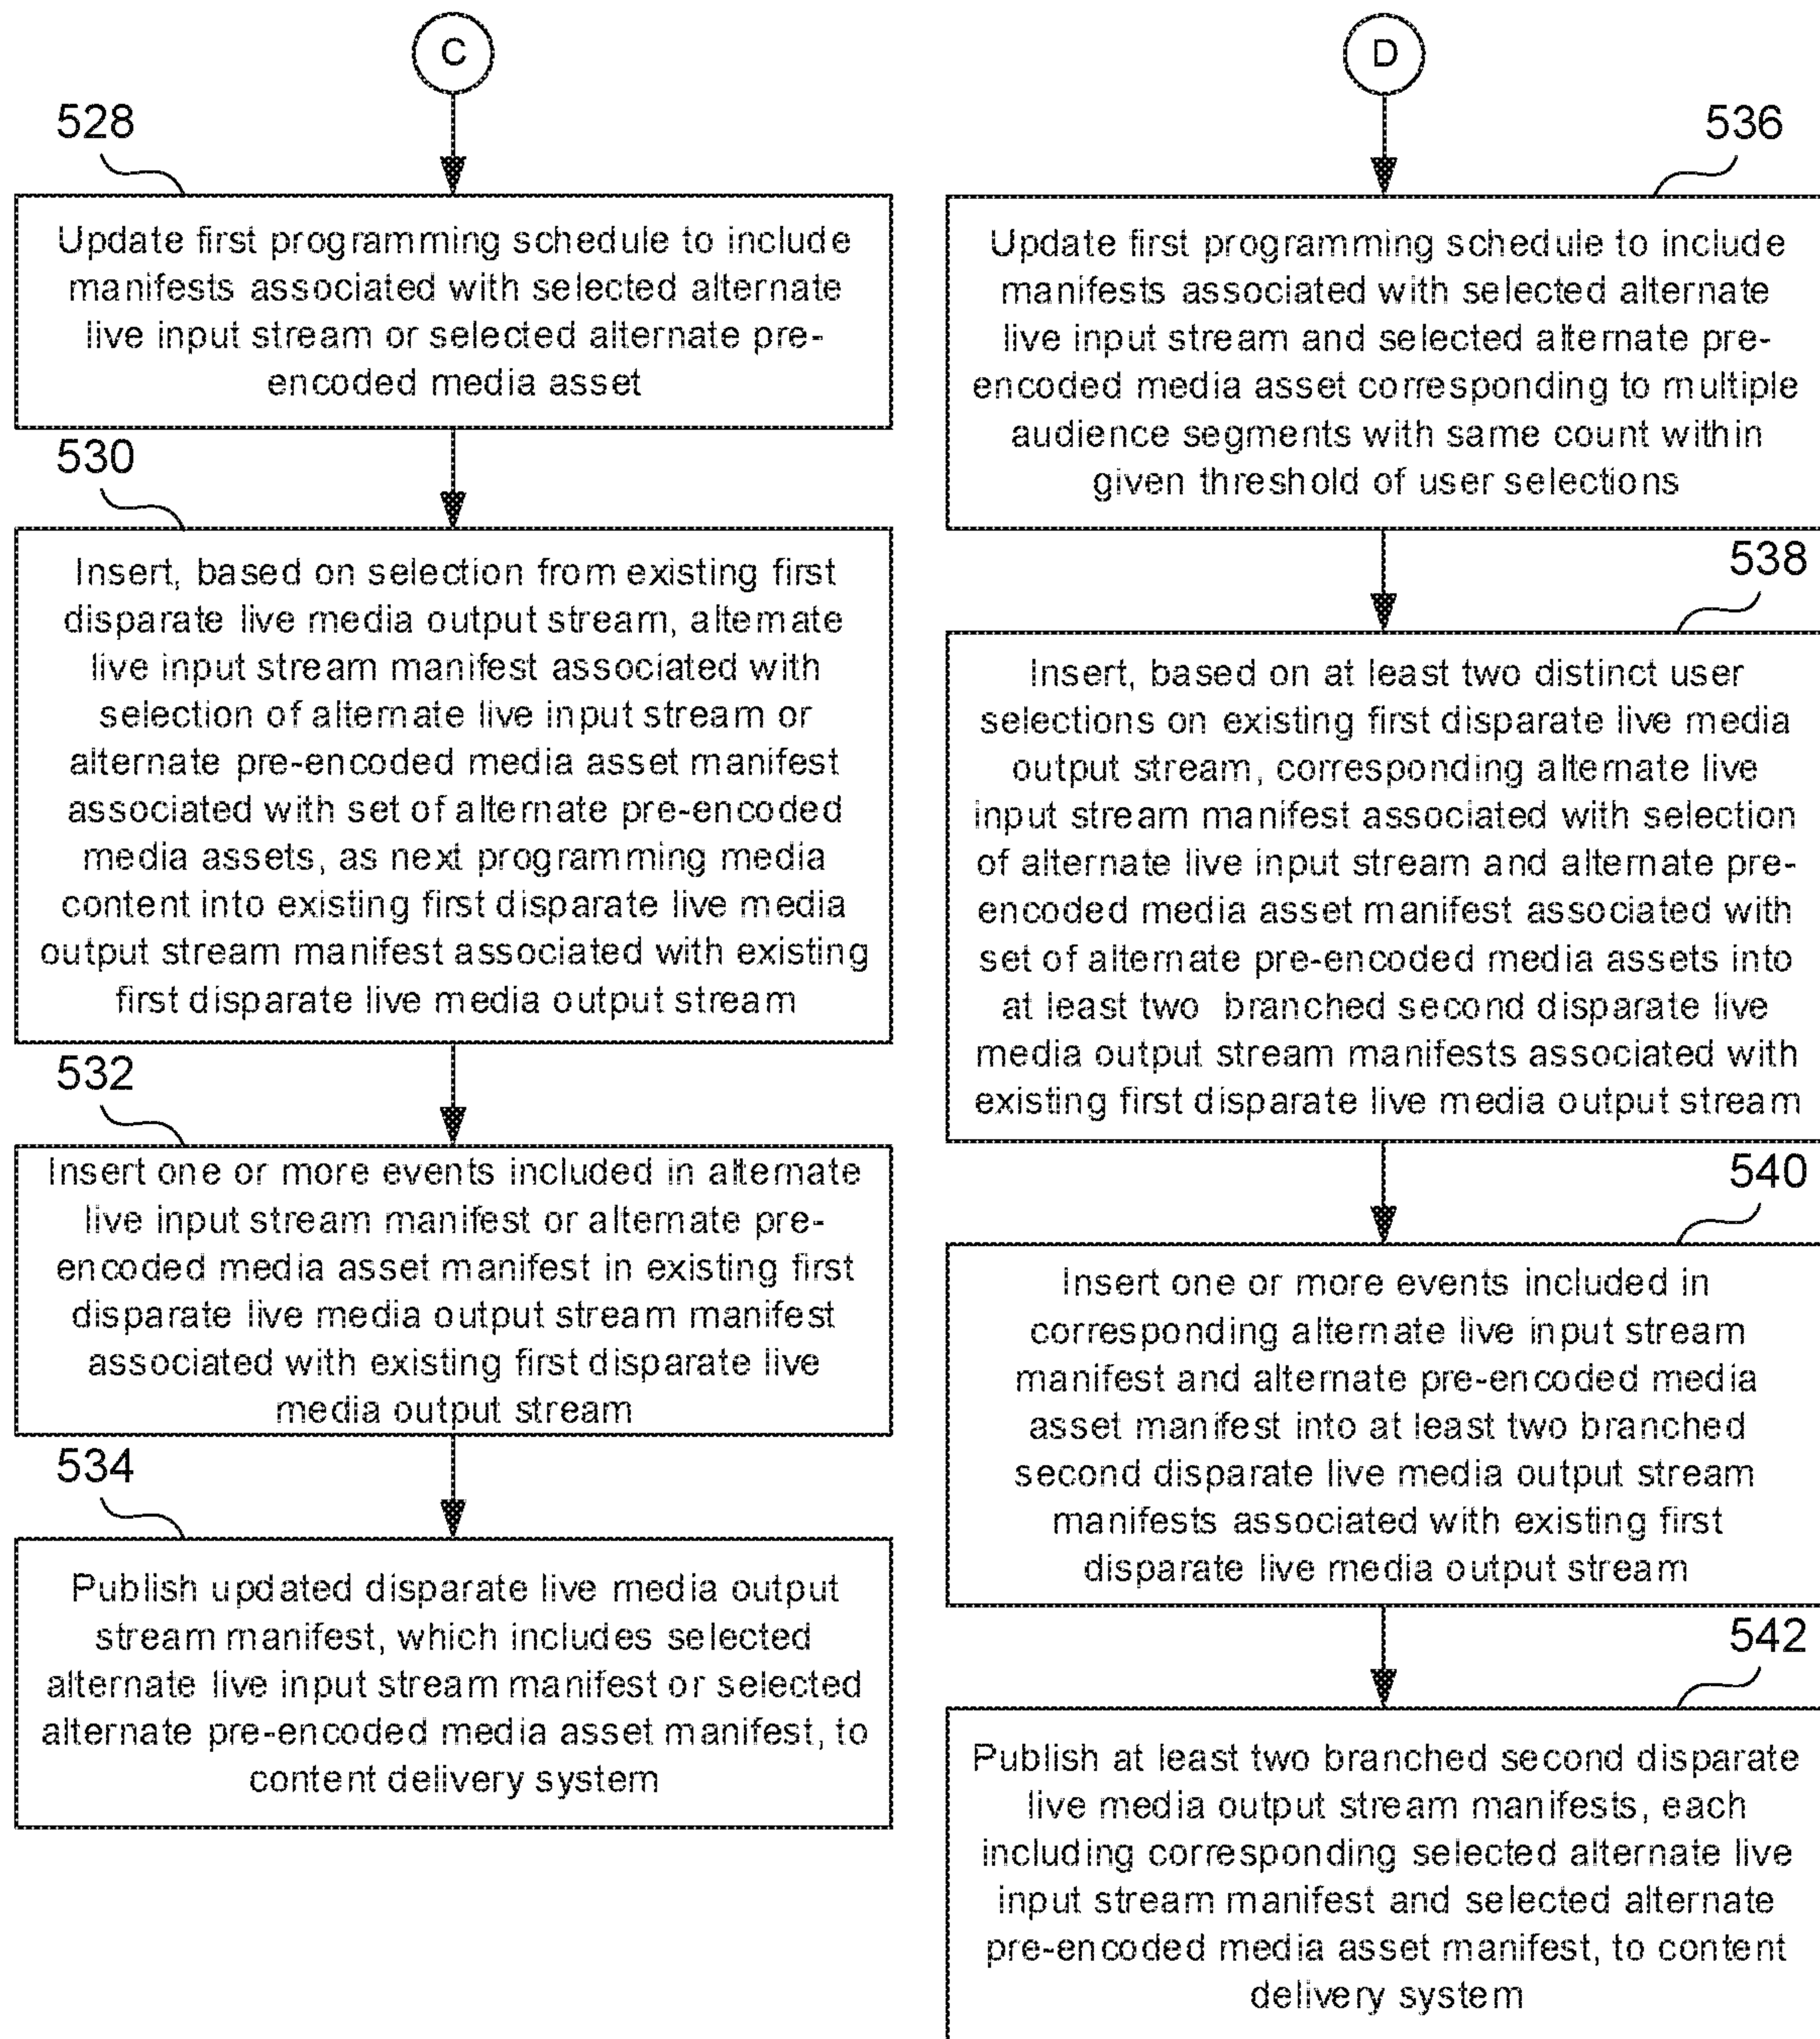 C
528
Update first programming schedule to include
manifests associated with selected alternate
live input stream or selected alternate pre-
encoded media asset
530
Insert, based on selection from existing first
disparate live media output stream, alternate
live input stream manifest associated with
selection of alternate live input stream or
alternate pre-encoded media asset manifest
associated with set of alternate pre-encoded
media assets, as next programming media
content into existing first disparate live media
output stream manifest associated with existing
first disparate live media output stream
532
Insert one or more events included in alternate
live input stream manifest or alternate pre-
encoded media asset manifest in existing first
disparate live media output stream manifest
associated with existing first disparate live
media output stream
534
Publish updated disparate live media output
stream manifest, which includes selected
alternate live input stream manifest or selected
alternate pre-encoded media asset manifest, to
content delivery system
D
536
Update first programming schedule to include
manifests associated with selected alternate
live input stream and selected alternate pre-
encoded media asset corresponding to multiple
audience segments with same count within
given threshold of user selections
538
Insert, based on at least two distinct user
selections on existing first disparate live media
output stream, corresponding alternate live
input stream manifest associated with selection
of alternate live input stream and alternate pre-
encoded media asset manifest associated with
set of alternate pre-encoded media assets into
at least two branched second disparate live
media output stream manifests associated with
existing first disparate live media output stream
540
Insert one or more events included in
corresponding alternate live input stream
manifest and alternate pre-encoded media
asset manifest into at least two branched
second disparate live media output stream
manifests associated with existing first
disparate live media output stream
542
Publish at least two branched second disparate
live media output stream manifests, each
including corresponding selected alternate live
input stream manifest and selected alternate
pre-encoded media asset manifest, to content
delivery system